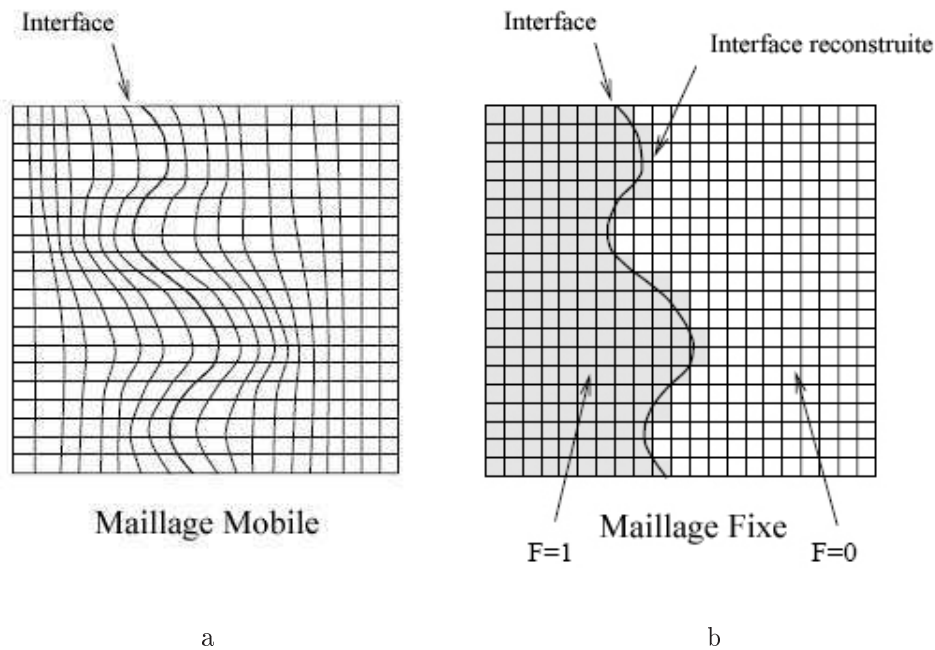 Interface
Interface
Interface reconstruite
Maillage Mobile
Maillage Fixe
F=1
F=0
a
b